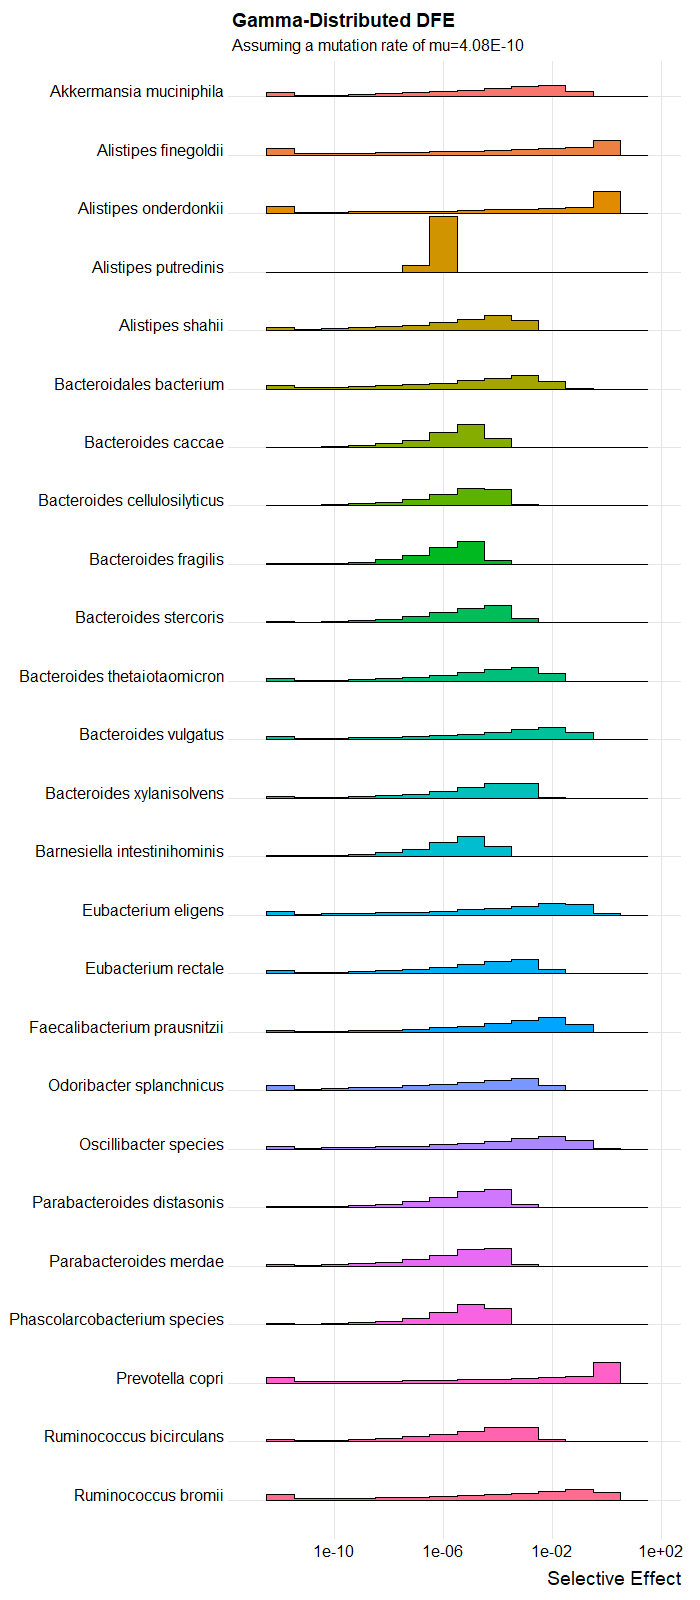 Gamma-Distributed DFE
Assuming a mutation rate of mu=4.08E-10
Akkermansia muciniphila
Alistipes finegoldii
Alistipes onderdonkii
Alistipes putredinis
Alistipes shahii
Bacteroidales bacterium
Bacteroides caccae
Bacteroides cellulosilyticus
Bacteroides fragilis
Bacteroides stercoris
Bacteroides thetaiotaomicron
Bacteroides vulgatus
Bacteroides xylanisolvens
Barnesiella intestinihominis
Eubacterium eligens
Eubacterium rectale
Faecalibacterium prausnitzii
Odoribacter splanchnicus
Oscillibacter species
Parabacteroides distasonis
Parabacteroides merdae
Phascolarcobacterium species
Prevotella copri
Ruminococcus bicirculans
Ruminococcus bromii
1e-10 1e-06 1e-02 1e+02
Selective Effect